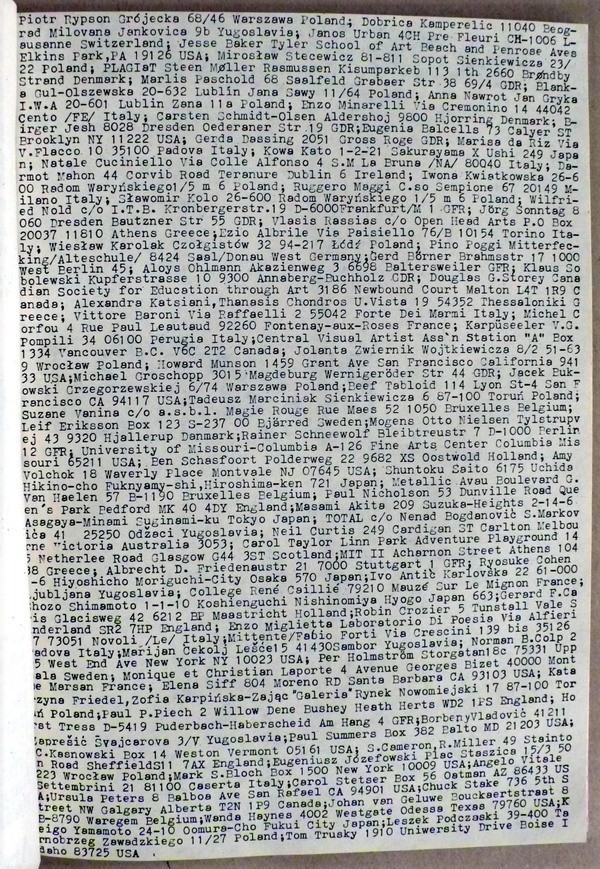 Piotr Rypson Grójecka 68/46 Warszawa Poland; Dobrica Kamperelic 11040 Beog-
rad Milovana Jankovica 9b Yugoslavia; Janos Urban 4CH Pre Fleuri CH-1006 L-
ausanne Switzerland; Jesse Baker Tyler School of Art Beach and Penrose Aves
Elkins Park,PA 19126 USA; Mirosław Stecewicz 81-811 Sopot Sienkiewicza 23/
22 Poland; PLAGIaT Steen Møller Rasmussen Kisumparkeb 113 1th 2660 Brøndby
Strand Denmark; Marlis Paschold 68 Saalfeld Grabaer Str 38 69/4 GDR; Blank-
a Gul-Olszewska 20-632 Lublin Jana Sawy 11/64 Poland; Anna Nawrot Jan Gryka
I.W.A 20-601 Lublin Zana 11a Poland; Enzo Minarelli Via Cremonino 14 44042
Cento /FE/ Italy; Carsten Schmidt-Olsen Aldershoj 9800 Hjorring Denmark; B-
irger Jesh 8028 Dresden Oederaner Str.19 GDR;Eugenia Balcells 73 Calyer ST
Brooklyn NY 11222 USA; Gerda Dassing 2051 Gross Roge GDR; Marisa da Riz Via
V.Flacco 10 35100 Padova Italy; Kowa Kato 1-2-21 Sakuuayama X Ushi 249 Japa
n; Natale Cuciniello Via Colle Alfonso 4 S.M La Bruna /NA/ 80040 Italy; Da-
rmot Mahon 44 Corvib Road Teranure Dublin 6 Ireland; Iwona Kwiatkowska 26-6
00 Radom Waryńskiego1/5 m 6 Poland; Ruggero Maggi C.so Sempione 67 20149 M-
ilano Italy; Sławomir Kolo 26-600 Radom Waryńskiego 1/5 m 6 Poland; Wilfri-
ed Nold c/o I.T.B. Kronbergerstr.19 D-6000Frankfurt/M 1 GFR; Jörg Sonntag 8
060 Dresden Bautzner Str 55 GDR; Vlasis Rassias c/o Open Head Arts P.O Box
20037 11810 Athens Greece;Ezio Albrile Via Paisiello 76/B 10154 Torino Ita-
ly; Wiesław Karolak Czołgistów 32 94-217 Łódź Poland; Pino Poggi Mitterfec-
king/Alteschule/ 8424 Saal/Donau West Germany;Gerd Börner Brahmsstr 17 1000
West Berlin 45; Aloys Ohlmann Akazienweg 3 6696 Baltersweiler GFR; Klaus So
bolewski Kupferstrasse 10 9300 Annaberg-Buchholz GDR; Douglas G.Storey Cana
dian Society for Education through Art 3186 Newbound Court Malton L4T 1R9 C
anada; Alexandra Katsiani,Thanasis Chondros U.Vista 19 54352 Thessaloniki G
reece; Vittore Baroni Via Raffaelli 2 55042 Forte Dei Marmi Italy; Michel C
orfou 4 Rue Paul Leautaud 92260 Fontenay-aux-Roses France; Karpüseeler V.G.
Pompili 34 06100 Perugia Italy;Central Visual Artist Ass'n Station "A" Box
1334 Vancouver B.C. V6C 2T2 Canada; Jolanta Zwiernik Wojtkiewicza 8/2 51-63
9 Wrocław Poland; Howard Munson 1459 Grant Ave San Francisco California 941
33 USA;Michael Groschopp 3015 Magdeburg Wernigeröder Str 44 GDR; Jacek Buk-
owski Grzegorzewskiej 6/74 Warszawa Poland;Beef Tabloid 114 Lyon St-4 San F
rancisco CA 94117 USA;Tadeusz Marciniak Sienkiewicza 6 87-100 Toruń Poland;
Suzane Vanina c/o a.s.b.l. Magie Rouge Rue Maes 52 1050 Bruxelles Belgium;
Leif Eriksson Box 123 S-237 00 Bjärred Sweden;Mogens Otto Nielsen Tylstrupv
ej 43 9320 Hjallerup Danmark;Rainer Schneewolf Bleibtreustr 7 D-1000 Berlin
12 GFR; University of Missouri-Columbia A-126 Fine Arts Center Columbia Mis
souri 65211 USA; Ben Schasfoort Polderweg 22 9682 XS Oostwold Holland; Amy
Volchok 18 Waverly Place Montvale NJ 07645 USA; Shuntoku Saito 6175 Uchida
Hikino-cho Fuknyamy-shi,Hiroshima-ken 721 Japan; Metallic Avau Boulevard G.
Van Haelen 57 B-1190 Bruxelles Belgium; Paul Nicholson 53 Dunville Road Que
en's Park Bedford MK 40 4DY England;Masami Akita 209 Suzuka-Heights 2-14-6.
Asagaya-Minami Suginami-ku Tokyo Japan; TOTAL c/o Nenad Bogdanović S.Markov
ića 41 25250 Odžaci Yugoslavia; Neil Curtis 249 Cardigan ST Carlton Melbou
rne Victoria Australia 3053; Carol Taylor Linn Park Adventure Playground 14
5 Netherlee Road Glasgow G44 3ST Scotland;MIT II Acharnon Street Athens 104
38 Greece; Albrecht D. Friedenaustr 21 7000 Stuttgart 1 GFR; Ryosuke Cohen
-6 Hiyoshicho Moriguchi-City Osaka 570 Japan;Ivo Antić Karlovška 22 61-000
Ljubljana Yugoslavia; College René Caillié 79210 Mauzé Sur Le Mignon France;
Shozo Shimamoto 1-1-10 Koshienguchi Nishinomiya Hyogo Japan 663;Gerard F.Ca
ris Glacisweg 42 6212 BP Maastricht Holland;Robin Crozier 5 Tunstall Vale S
underland SR2 7HP England; Enzo Miglietta Laboratorio Di Poesia Via Alfieri
7 73051 Novoli /Le/ Italy;Mittente/Fabio Forti Via Crescini 139 bis 35126
Padova Italy;Marijan Cekolj Lešće15 41430Sambor Yugoslavia; Norman B.Colp 2
5 West End Ave New York NY 10023 USA; Per Holmström Storgatan18c 75331 Upp
sala Sweden; Monique et Christian Laporte 4 Avenue Georges Bizet 40000 Mont
de Marsan France; Elena Siff 804 Moreno RD Santa Barbara CA 93103 USA; Kata
rzyna Friedel,Zofia Karpińska-Zając "Galeria" Rynek Nowomiejski 17 87-100 Tor
uń Poland;Paul P.Piech 2 Willow Dene Bushey Heath Herts WD2 1PS England; Ho
rst Tress D-5419 Puderbach-Haberscheid Am Hang 4 GFR;BorbenyVladović 41211
Zaprešić Svajcarova 3/V Yugoslavia;Paul Summers Box 382 Balto MD 21203 USA;
C.Kasnowski Box 14 Weston Vermont 05161 USA; S.Cameron,R.Miller 49 Stainto
n Road SheffieldS11 7AX England;Eugeniusz Józefowski Plac Staszica 15/3 50
223 Wrocław Poland;Mark S.Bloch Box 1500 New York 10009 USA;Angelo Vitale
Settembrini 21 81100 Caserta Italy;Carol Stetser Box 56 Oatman AZ 86433 US
A;Ursula Peters 8 Balboa Ave San Rafael CA 94901 USA;Chuck Stake 736 5th S
treet NW Galgary Alberta T2N 1P9 Canada;Johan van Geluwe Bouckaertstraat 8
B-8790 Waregem Belgium;Wanda Haynes 4002 Westgate Odessa Texas 79760 USA;K
eigo Yamamoto 24-10 Oomura-Cho Fukui City Japan;Leszek Podczaski 39-400 Ta
rnobrzeg Zawadzkiego 11/27 Poland;Tom Trusky 1910 Uniwersity Drive Boise I
daho 83725 USA .